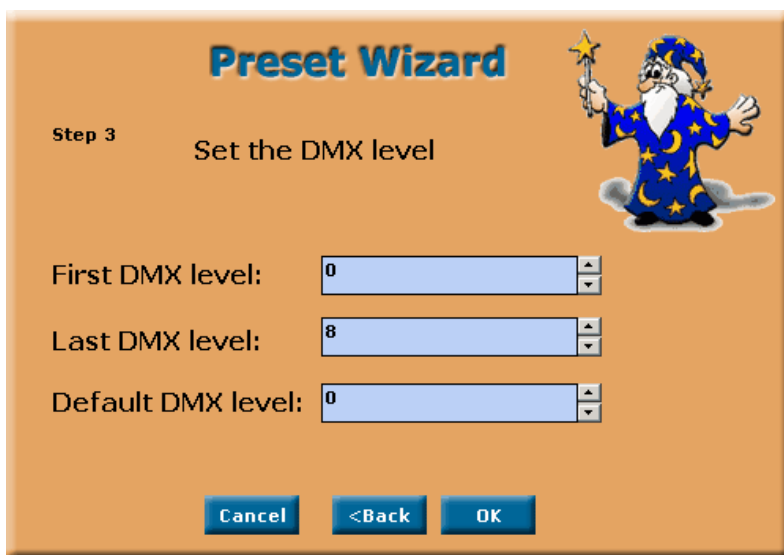 Preset Wizard
Step 3
Set the DMX level
First DMX level:
0
Last DMX level:
8
Default DMX level:
0
Cancel
<Back
OK